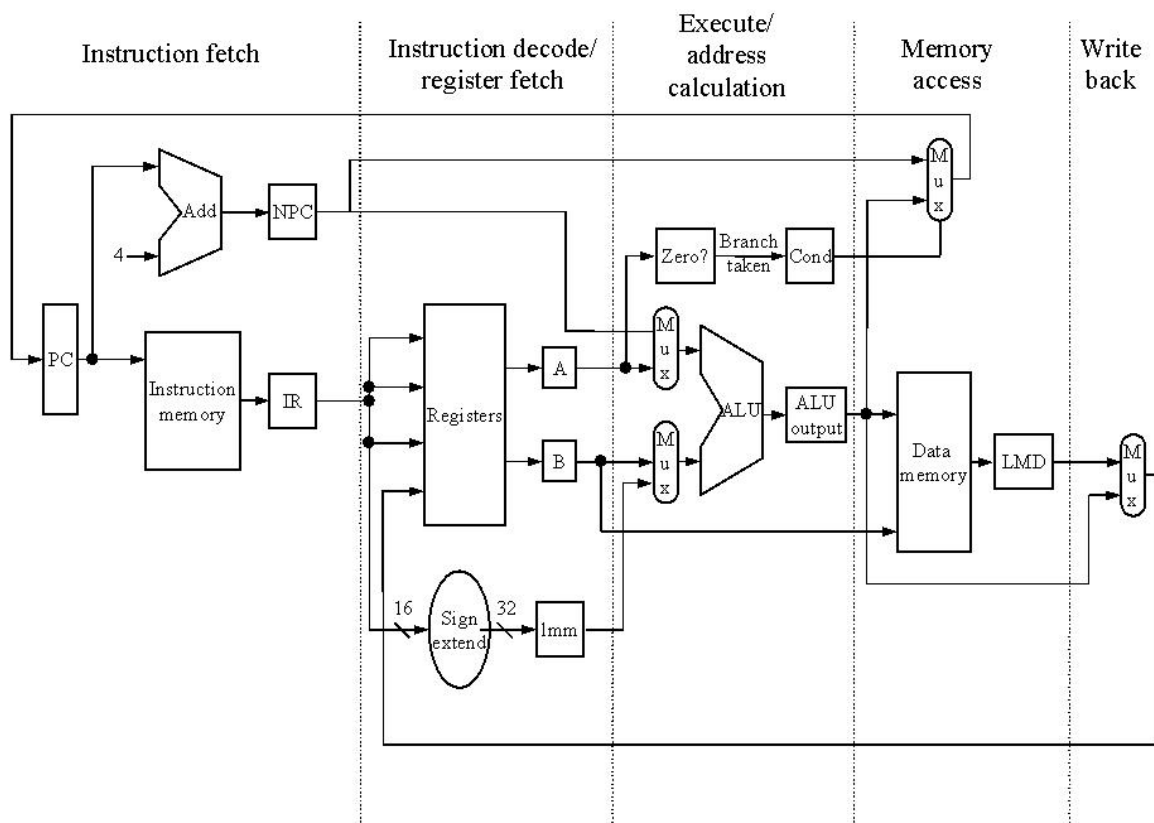 Instruction fetch
Instruction decode/
register fetch
Execute/
address
calculation
Memory
access
Write
back
Add
NPC
4
PC
Instruction
memory
IR
Registers
A
B
16
Sign
extend
32
lmm
Zero?
Branch
taken
Cond
M
u
x
M
u
x
M
u
x
ALU
ALU
output
Data
memory
LMD
M
u
x